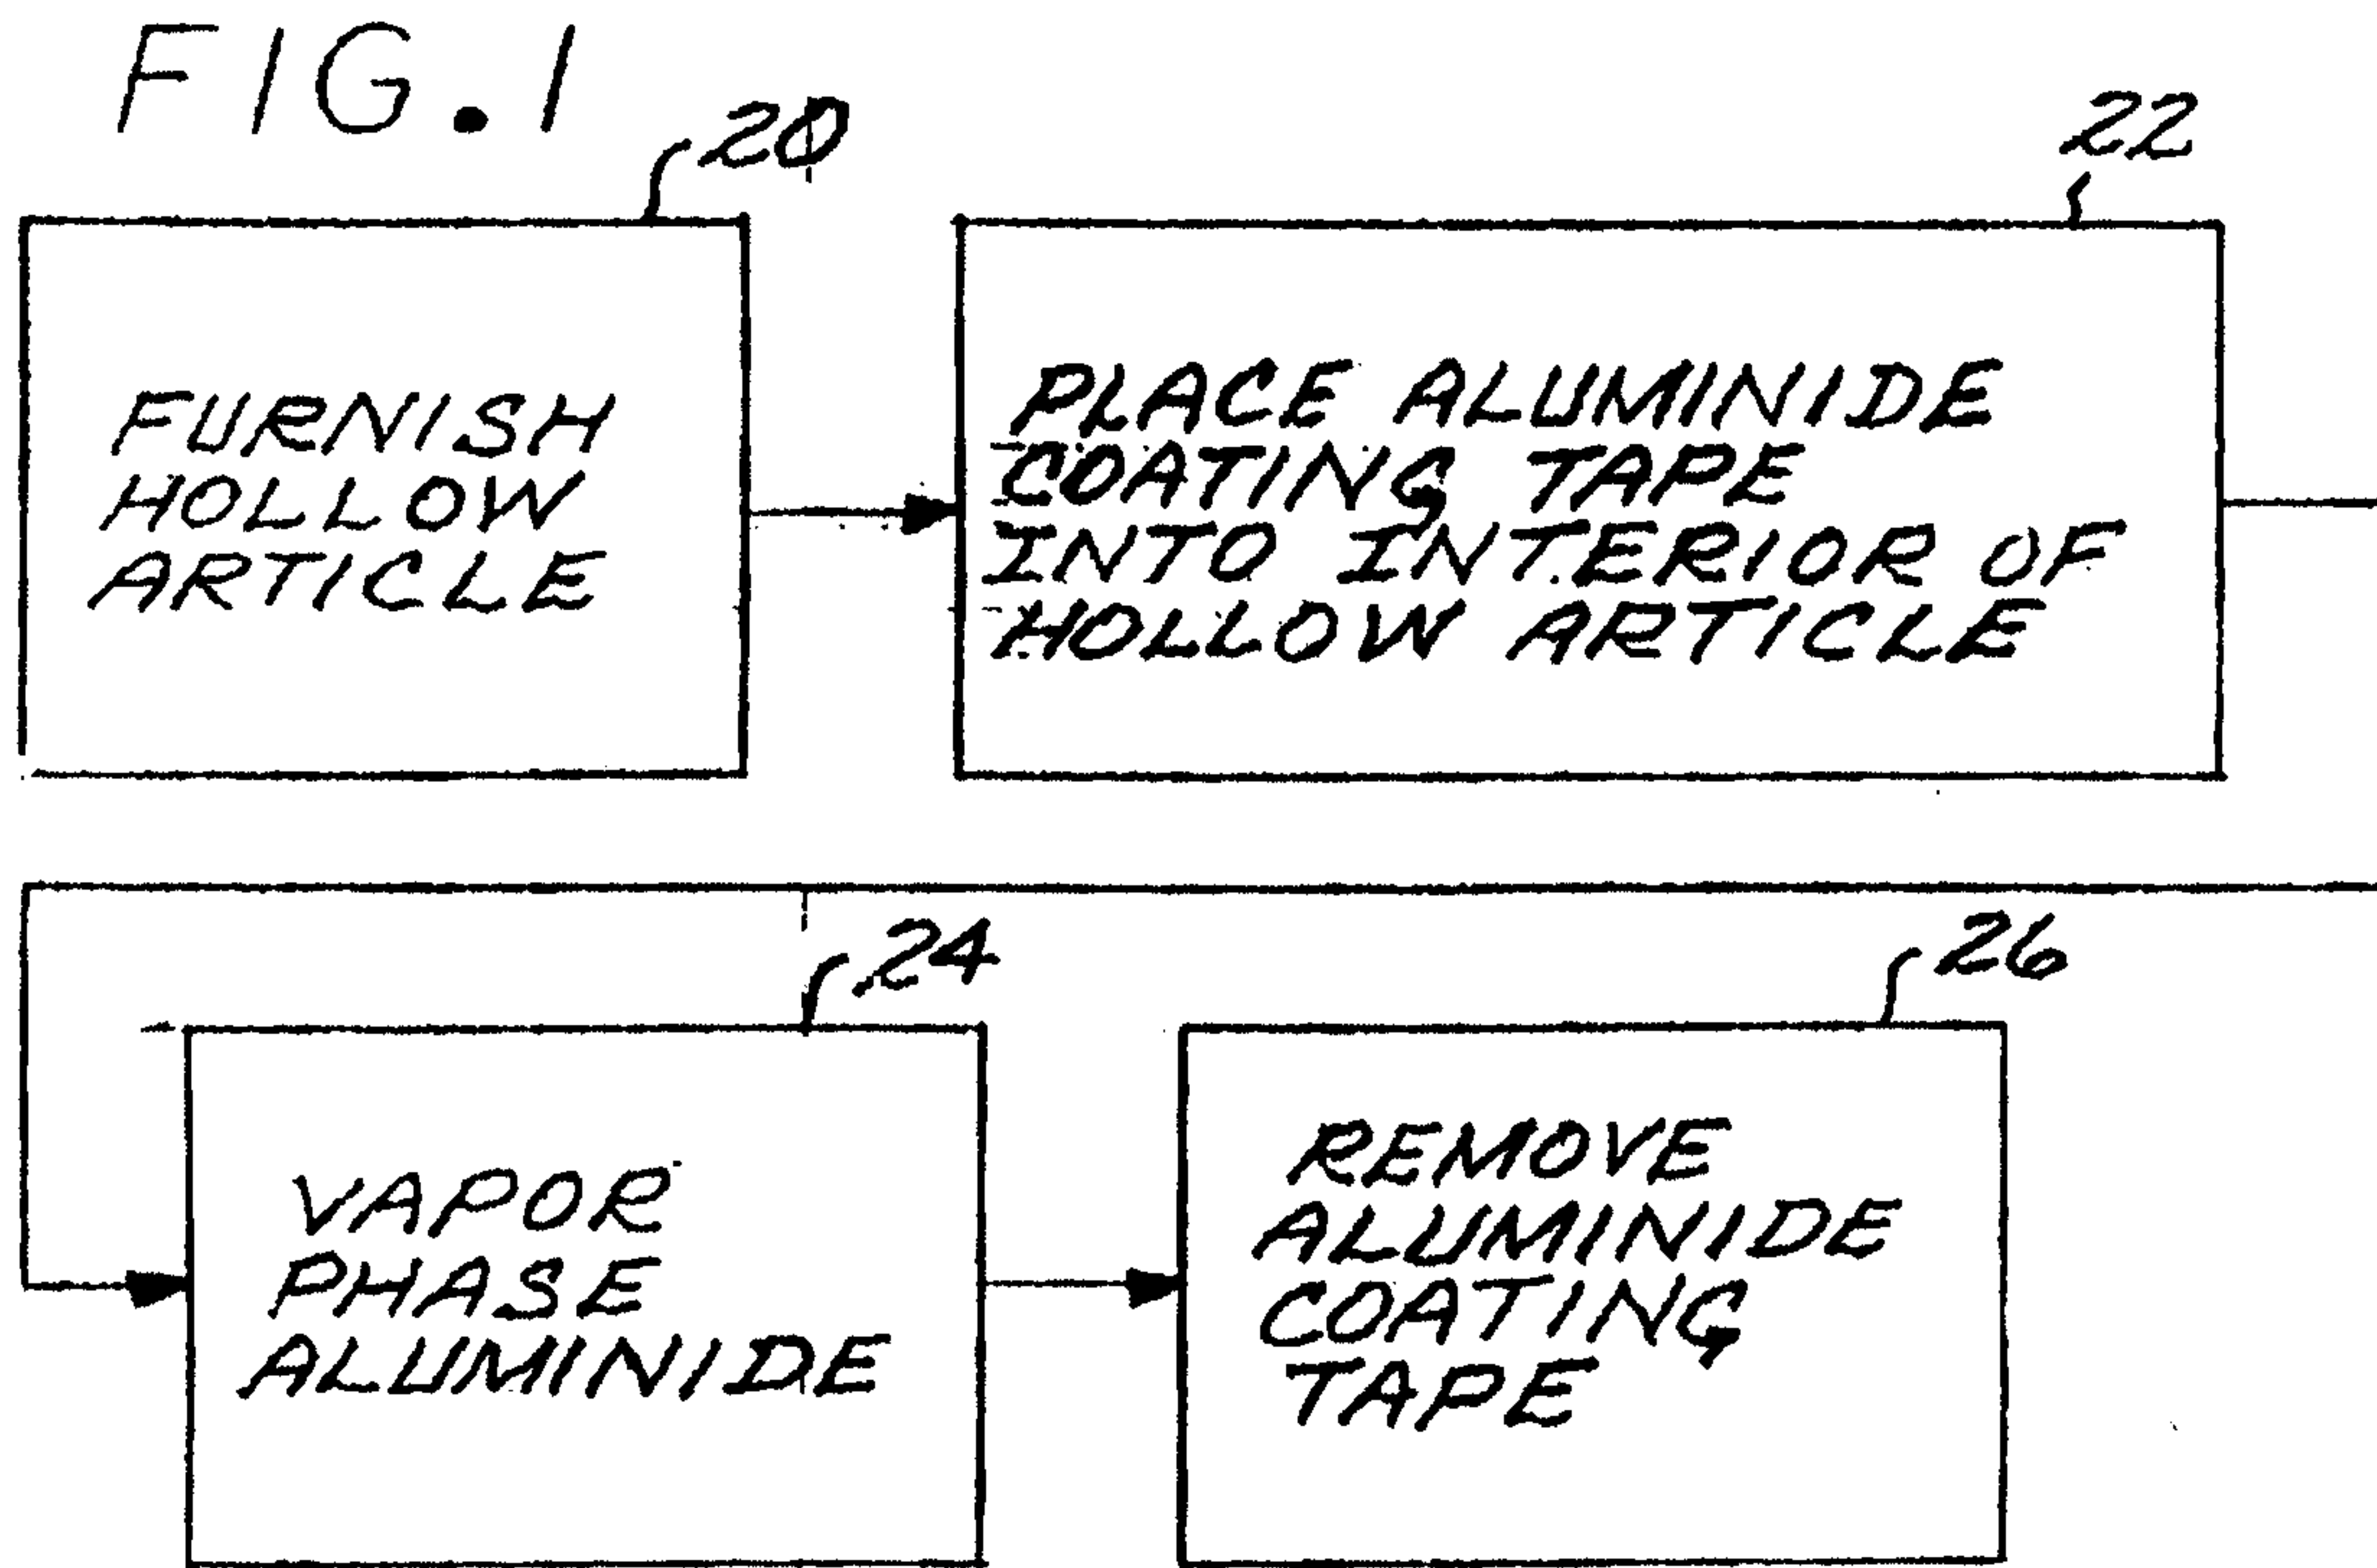 FIG. 1
20
22
FURNISH
HOLLOW
ARTICLE
PLACE ALUMINIDE
COATING TAPE
INTO INTERIOR OF
HOLLOW ARTICLE
24
26
VAPOR
PHASE
ALUMINIDE
REMOVE
ALUMINIDE
COATING
TAPE